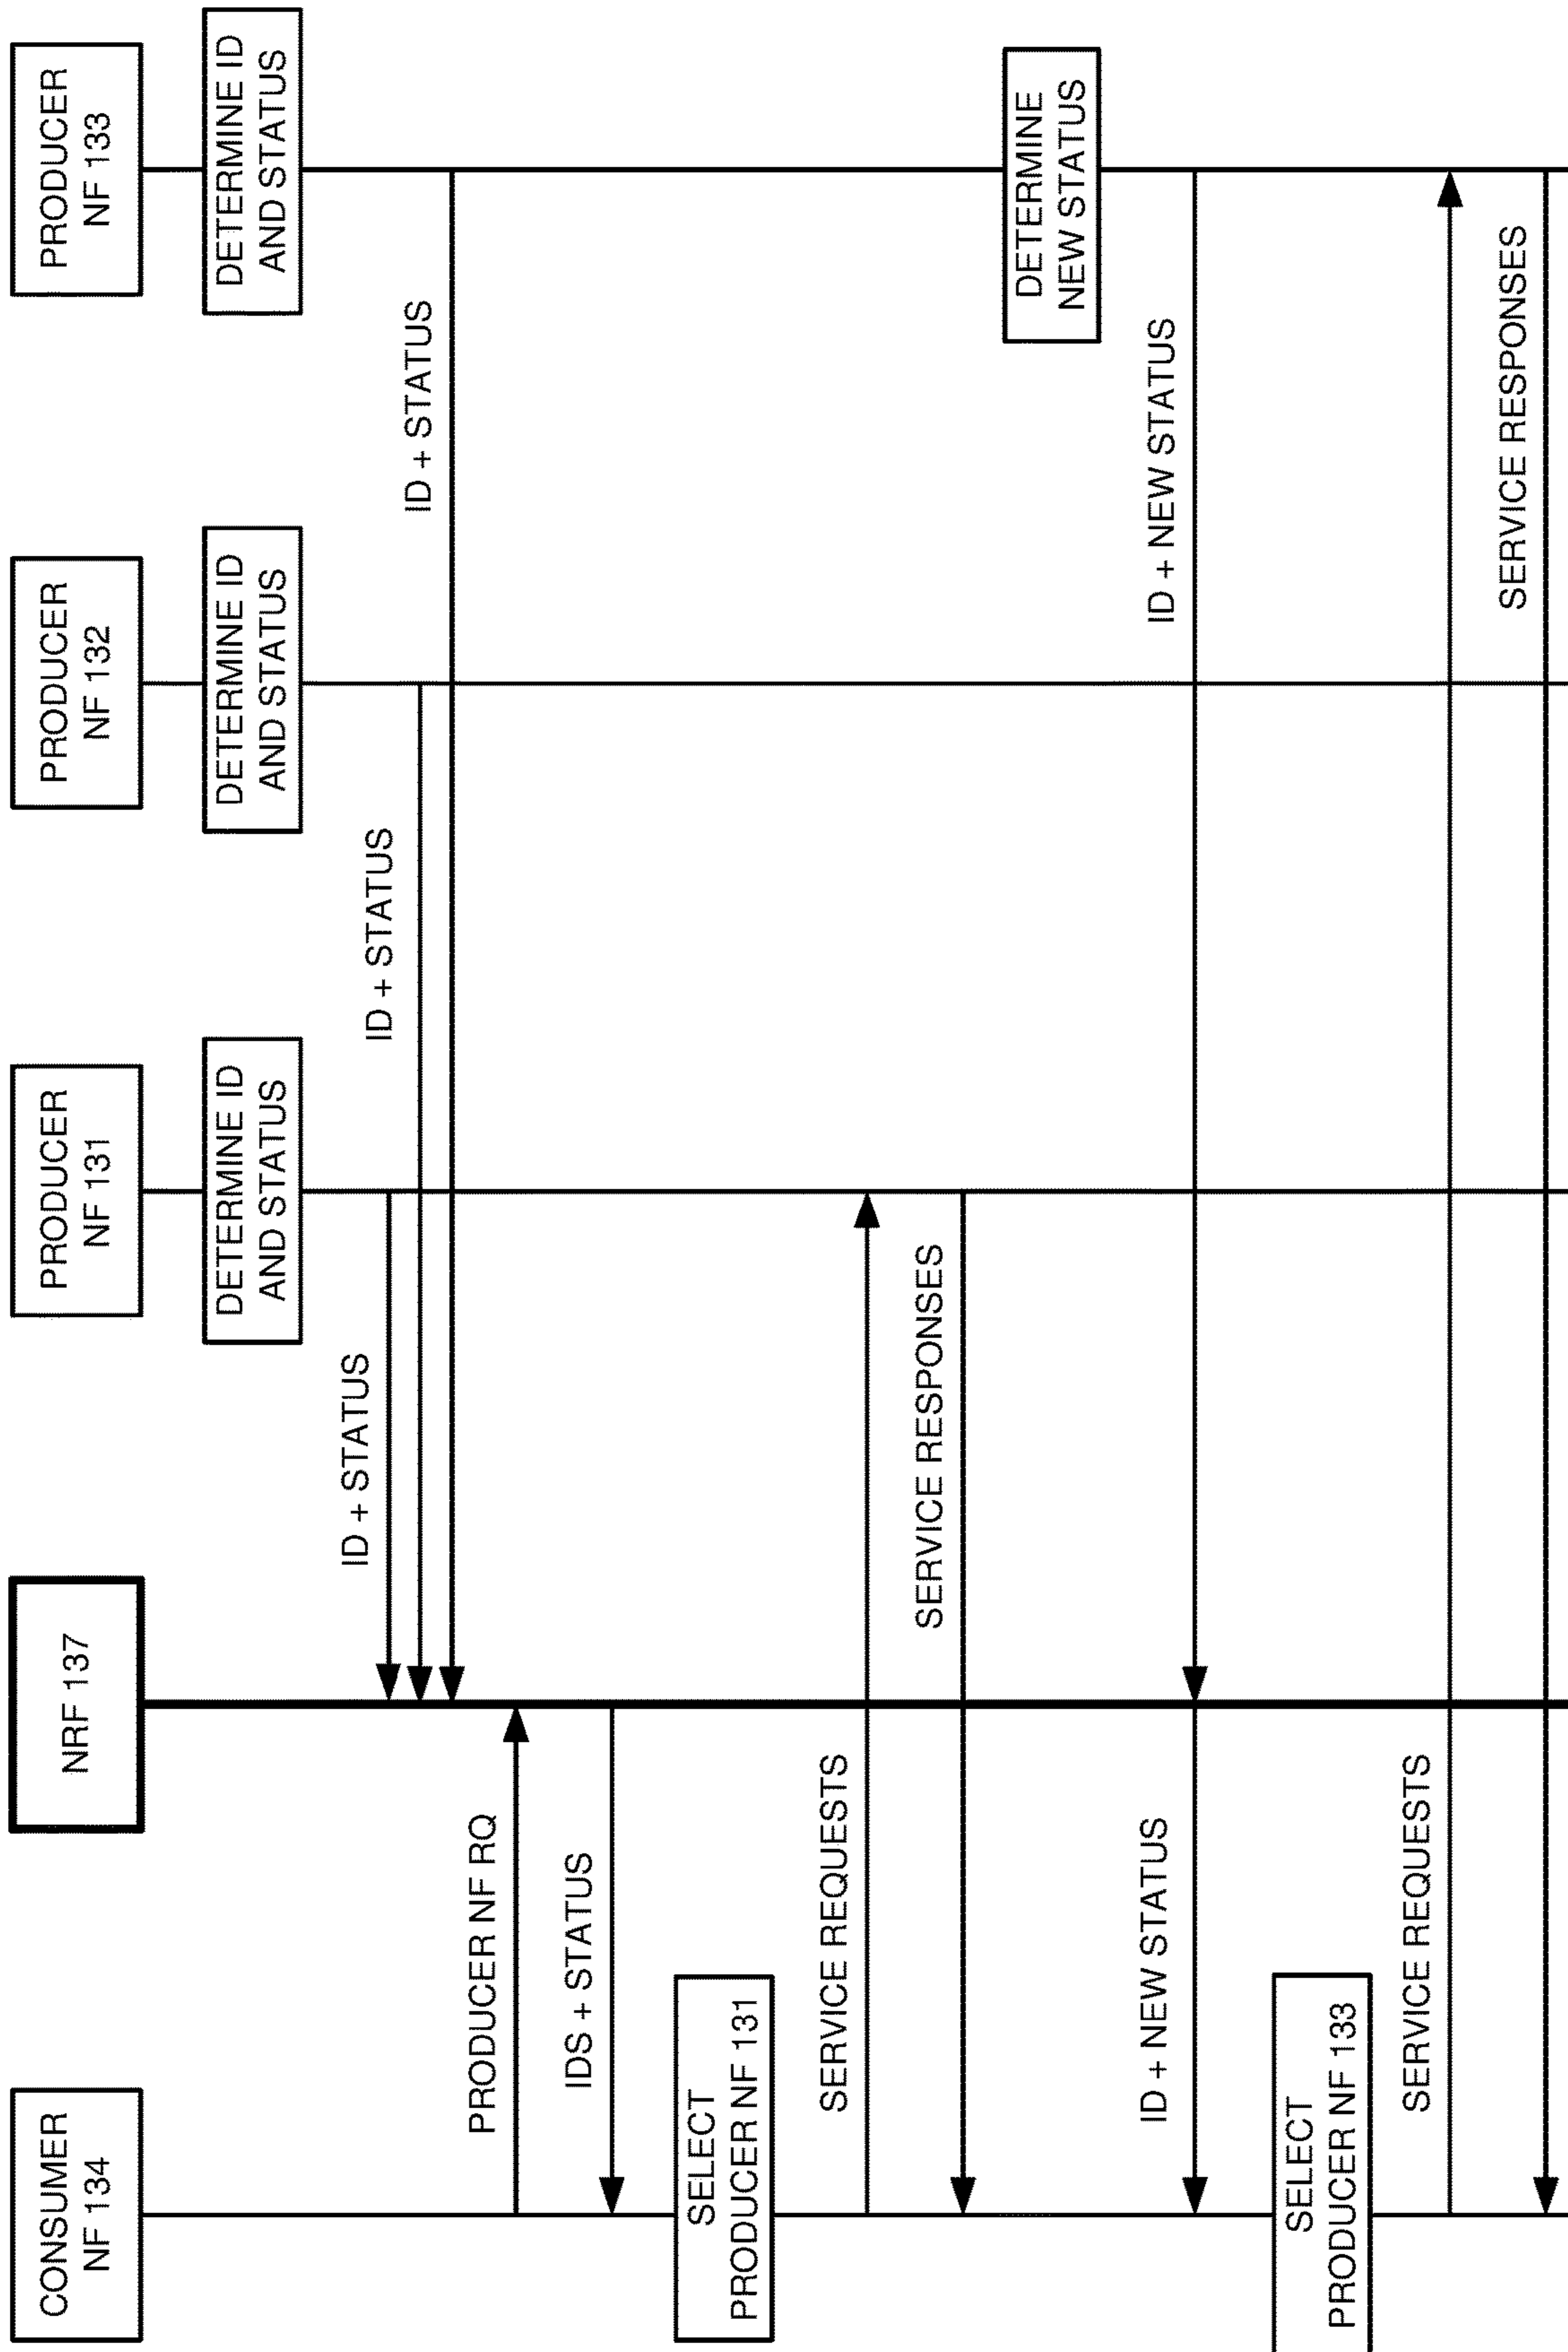 CONSUMER
NF 134
NRF 137
PRODUCER
NF 131
PRODUCER
NF 132
PRODUCER
NF 133
DETERMINE ID
AND STATUS
DETERMINE ID
AND STATUS
DETERMINE ID
AND STATUS
ID + STATUS
ID + STATUS
ID + STATUS
PRODUCER NF RQ
IDS + STATUS
SELECT
PRODUCER NF 131
SERVICE REQUESTS
SERVICE RESPONSES
DETERMINE
NEW STATUS
ID + NEW STATUS
ID + NEW STATUS
SELECT
PRODUCER NF 133
SERVICE REQUESTS
SERVICE RESPONSES